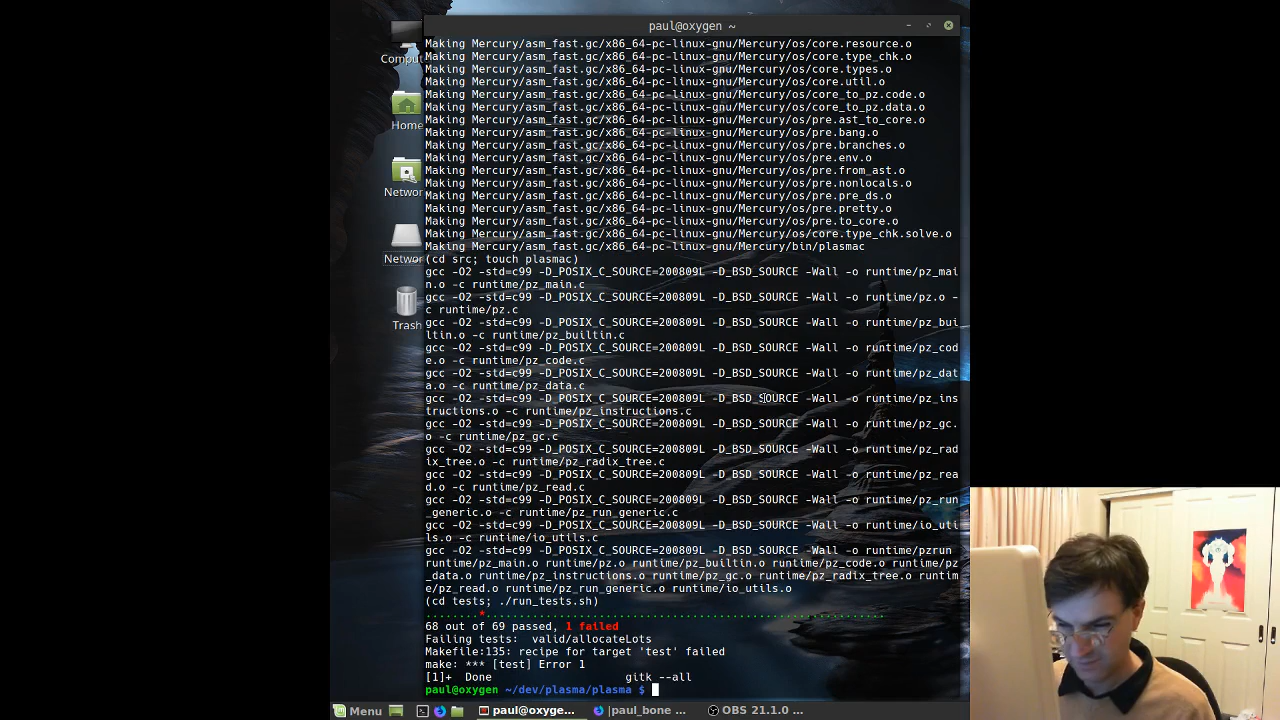 paul@oxygen ~
Making Mercury/asm_fast.gc/x86_64-pc-linux-gnu/Mercury/os/core.resource.o
Making Mercury/asm_fast.gc/x86_64-pc-linux-gnu/Mercury/os/core.type_chk.o
Making Mercury/asm_fast.gc/x86_64-pc-linux-gnu/Mercury/os/core.types.o
Making Mercury/asm_fast.gc/x86_64-pc-linux-gnu/Mercury/os/core.util.o
Making Mercury/asm_fast.gc/x86_64-pc-linux-gnu/Mercury/os/core_to_pz.code.o
Making Mercury/asm_fast.gc/x86_64-pc-linux-gnu/Mercury/os/core_to_pz.data.o
Making Mercury/asm_fast.gc/x86_64-pc-linux-gnu/Mercury/os/pre.ast_to_core.o
Making Mercury/asm_fast.gc/x86_64-pc-linux-gnu/Mercury/os/pre.bang.o
Making Mercury/asm_fast.gc/x86_64-pc-linux-gnu/Mercury/os/pre.branches.o
Making Mercury/asm_fast.gc/x86_64-pc-linux-gnu/Mercury/os/pre.env.o
Making Mercury/asm_fast.gc/x86_64-pc-linux-gnu/Mercury/os/pre.from_ast.o
Making Mercury/asm_fast.gc/x86_64-pc-linux-gnu/Mercury/os/pre.nonlocals.o
Making Mercury/asm_fast.gc/x86_64-pc-linux-gnu/Mercury/os/pre.pre_ds.o
Making Mercury/asm_fast.gc/x86_64-pc-linux-gnu/Mercury/os/pre.pretty.o
Making Mercury/asm_fast.gc/x86_64-pc-linux-gnu/Mercury/os/pre.to_core.o
Making Mercury/asm_fast.gc/x86_64-pc-linux-gnu/Mercury/os/core.type_chk.solve.o
Making Mercury/asm_fast.gc/x86_64-pc-linux-gnu/Mercury/bin/plasmac
(cd src; touch plasmac)
gcc -O2 -std=c99 -D_POSIX_C_SOURCE=200809L -D_BSD_SOURCE -Wall -o runtime/pz_mai
n.o -c runtime/pz_main.c
gcc -O2 -std=c99 -D_POSIX_C_SOURCE=200809L -D_BSD_SOURCE -Wall -o runtime/pz.o -
c runtime/pz.c
gcc -O2 -std=c99 -D_POSIX_C_SOURCE=200809L -D_BSD_SOURCE -Wall -o runtime/pz_bui
ltin.o -c runtime/pz_builtin.c
gcc -O2 -std=c99 -D_POSIX_C_SOURCE=200809L -D_BSD_SOURCE -Wall -o runtime/pz_cod
e.o -c runtime/pz_code.c
gcc -O2 -std=c99 -D_POSIX_C_SOURCE=200809L -D_BSD_SOURCE -Wall -o runtime/pz_dat
a.o -c runtime/pz_data.c
gcc -O2 -std=c99 -D_POSIX_C_SOURCE=200809L -D_BSD_SOURCE -Wall -o runtime/pz_ins
tructions.o -c runtime/pz_instructions.c
gcc -O2 -std=c99 -D_POSIX_C_SOURCE=200809L -D_BSD_SOURCE -Wall -o runtime/pz_gc.
o -c runtime/pz_gc.c
gcc -O2 -std=c99 -D_POSIX_C_SOURCE=200809L -D_BSD_SOURCE -Wall -o runtime/pz_rad
ix_tree.o -c runtime/pz_radix_tree.c
gcc -O2 -std=c99 -D_POSIX_C_SOURCE=200809L -D_BSD_SOURCE -Wall -o runtime/pz_rea
d.o -c runtime/pz_read.c
gcc -O2 -std=c99 -D_POSIX_C_SOURCE=200809L -D_BSD_SOURCE -Wall -o runtime/pz_run
_generic.o -c runtime/pz_run_generic.c
gcc -O2 -std=c99 -D_POSIX_C_SOURCE=200809L -D_BSD_SOURCE -Wall -o runtime/io_uti
ls.o -c runtime/io_utils.c
gcc -O2 -std=c99 -D_POSIX_C_SOURCE=200809L -D_BSD_SOURCE -Wall -o runtime/pzrun
runtime/pz_main.o runtime/pz.o runtime/pz_builtin.o runtime/pz_code.o runtime/pz
_data.o runtime/pz_instructions.o runtime/pz_gc.o runtime/pz_radix_tree.o runtim
e/pz_read.o runtime/pz_run_generic.o runtime/io_utils.o
(cd tests; ./run_tests.sh)
........*............................................................
68 out of 69 passed, 1 failed
Failing tests:  valid/allocateLots
Makefile:135: recipe for target 'test' failed
make: *** [test] Error 1
[1]+  Done                    gitk --all
paul@oxygen ~/dev/plasma/plasma $
Comput
Home
Networ
Networ
Trash
Menu
paul@oxyge...
|paul_bone ...
OBS 21.1.0 ...